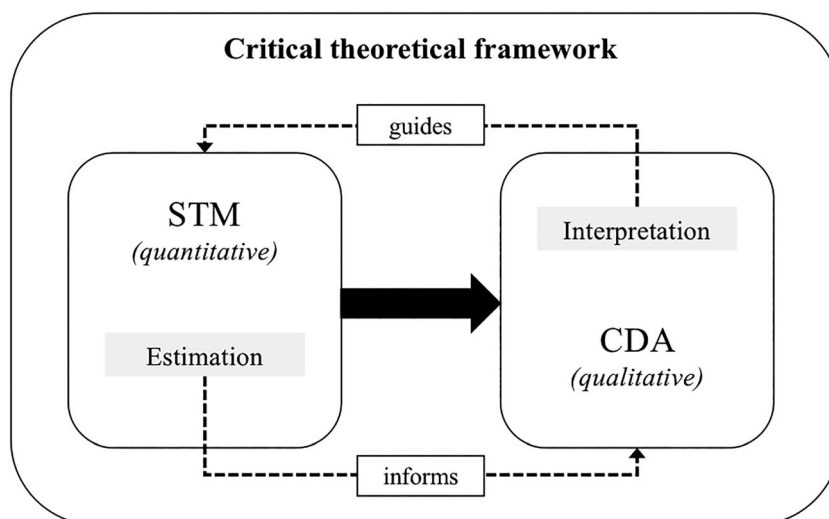 Critical theoretical framework
guides
STM
(quantitative)
Interpretation
Estimation
CDA
(qualitative)
informs